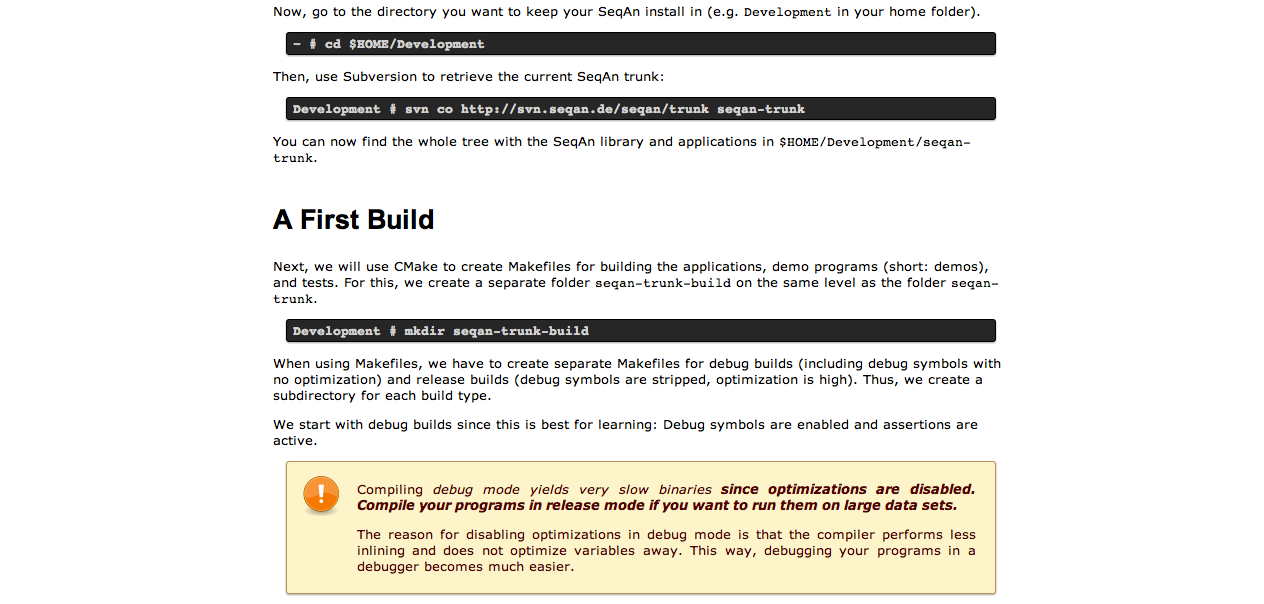 Now, go to the directory you want to keep your SeqAn install in (e.g. Development in your home folder).
~ # cd $HOME/Development
Then, use Subversion to retrieve the current SeqAn trunk:
Development # svn co http://svn.seqan.de/seqan/trunk seqan-trunk
You can now find the whole tree with the SeqAn library and applications in $HOME/Development/seqan-
trunk.
A First Build
Next, we will use CMake to create Makefiles for building the applications, demo programs (short: demos),
and tests. For this, we create a separate folder seqan-trunk-build on the same level as the folder seqan-
trunk.
Development # mkdir seqan-trunk-build
When using Makefiles, we have to create separate Makefiles for debug builds (including debug symbols with
no optimization) and release builds (debug symbols are stripped, optimization is high). Thus, we create a
subdirectory for each build type.
We start with debug builds since this is best for learning: Debug symbols are enabled and assertions are
active.
Compiling debug mode yields very slow binaries since optimizations are disabled.
Compile your programs in release mode if you want to run them on large data sets.
The reason for disabling optimizations in debug mode is that the compiler performs less
inlining and does not optimize variables away. This way, debugging your programs in a
debugger becomes much easier.